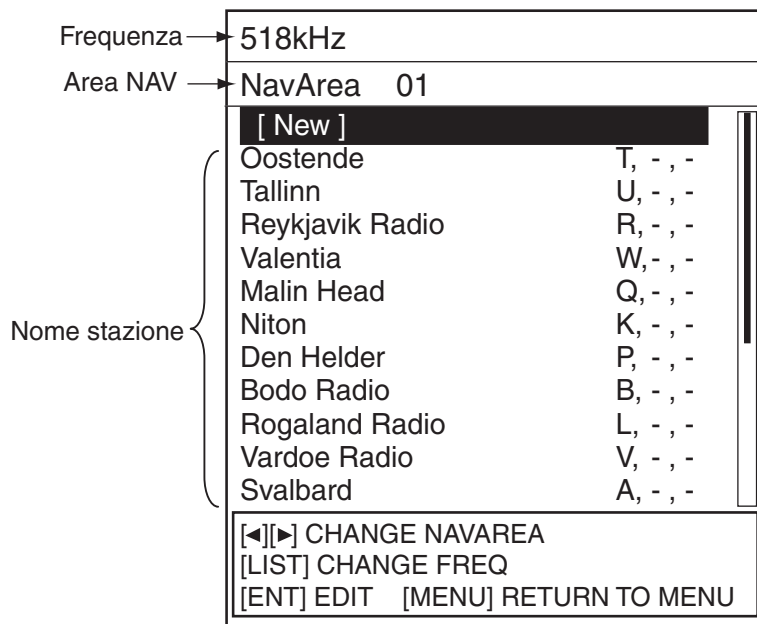 Frequenza 518kHz
Area NAV NavArea 01
[ New ]
Oostende T, - , -
Tallinn U, - , -
Reykjavik Radio R, - , -
Valentia W, - , -
Malin Head Q, - , -
Nome stazione
Niton K, - , -
Den Helder P, - , -
Bodo Radio B, - , -
Rogaland Radio L, - , -
Vardoe Radio V, - , -
Svalbard A, - , -
[◄][►] CHANGE NAVAREA
[LIST] CHANGE FREQ
[ENT] EDIT [MENU] RETURN TO MENU